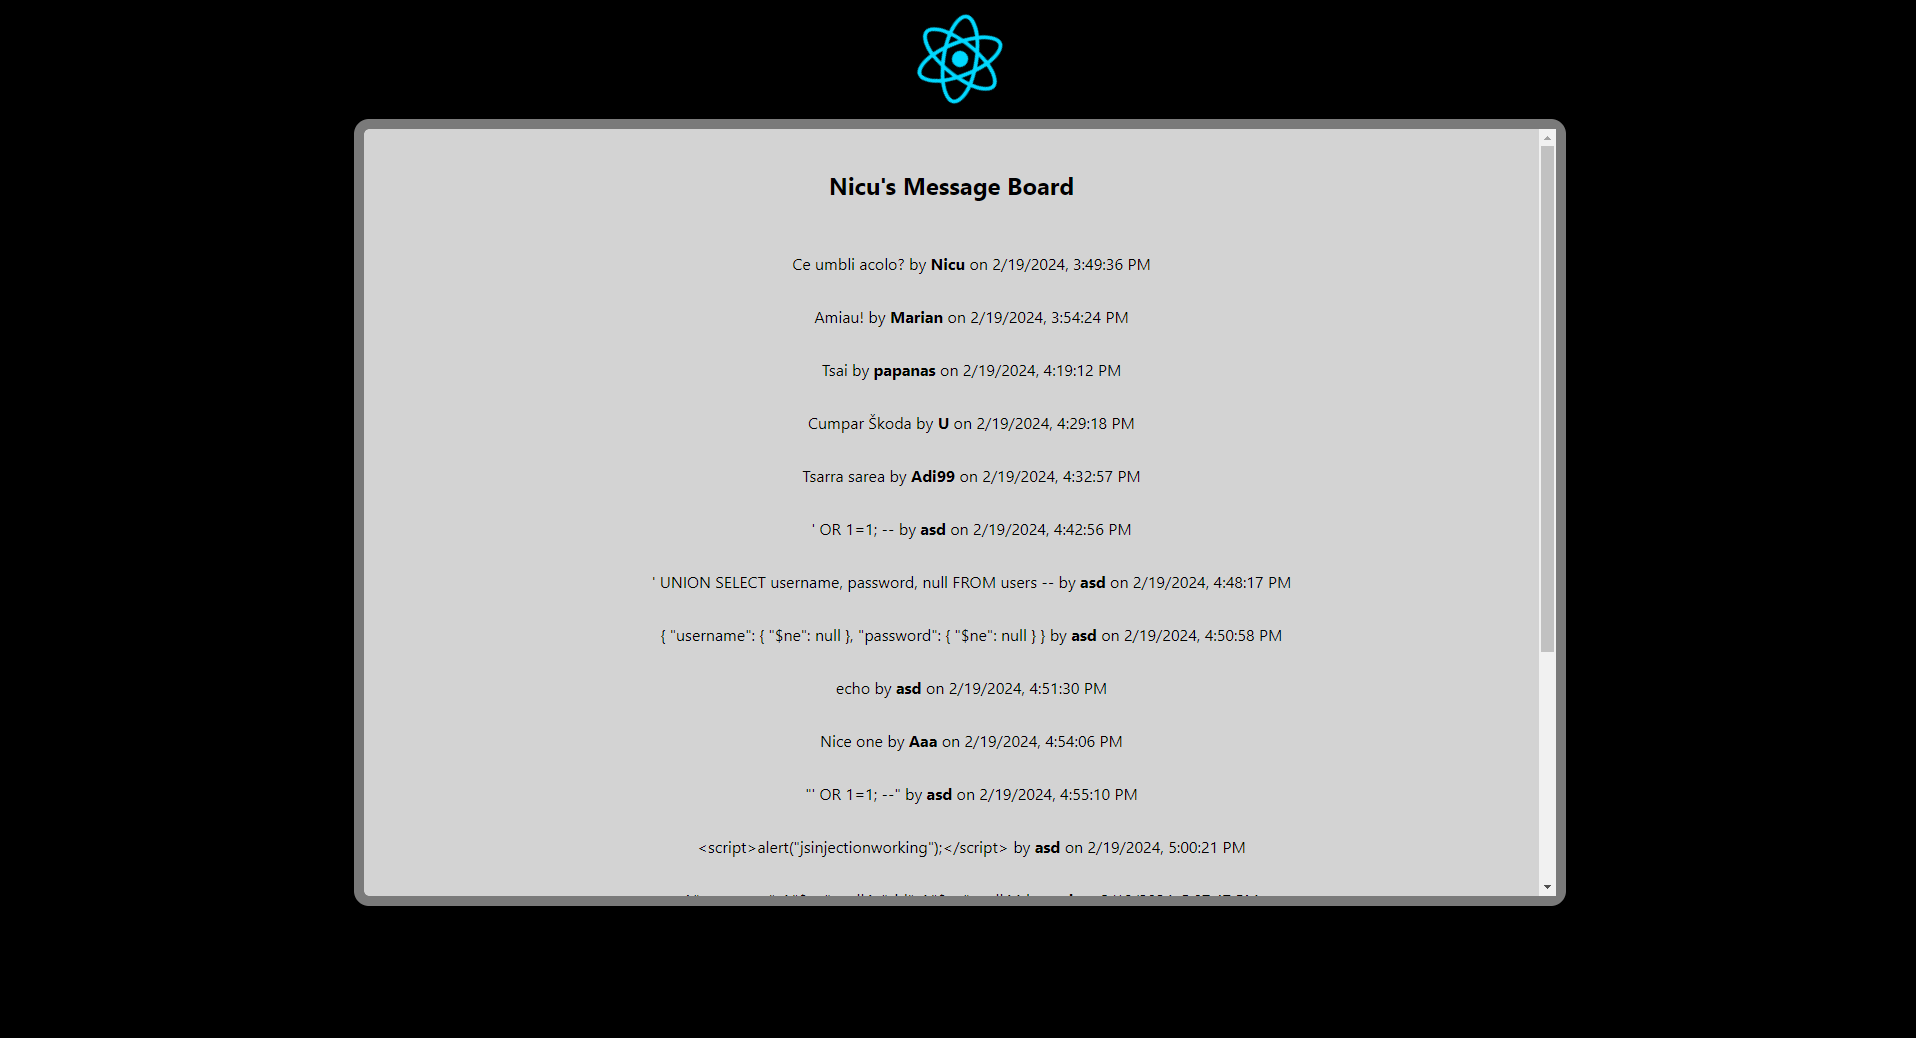 Nicu's Message Board
Ce umbli acolo? by Nicu on 2/19/2024, 3:49:36 PM
Amiau! by Marian on 2/19/2024, 3:54:24 PM
Tsai by papanas on 2/19/2024, 4:19:12 PM
Cumpar Škoda by U on 2/19/2024, 4:29:18 PM
Tsarra sarea by Adi99 on 2/19/2024, 4:32:57 PM
' OR 1=1; -- by asd on 2/19/2024, 4:42:56 PM
' UNION SELECT username, password, null FROM users -- by asd on 2/19/2024, 4:48:17 PM
{ "username": { "$ne": null }, "password": { "$ne": null } } by asd on 2/19/2024, 4:50:58 PM
echo by asd on 2/19/2024, 4:51:30 PM
Nice one by Aaa on 2/19/2024, 4:54:06 PM
"' OR 1=1; --" by asd on 2/19/2024, 4:55:10 PM
<script>alert("jsinjectionworking");</script> by asd on 2/19/2024, 5:00:21 PM